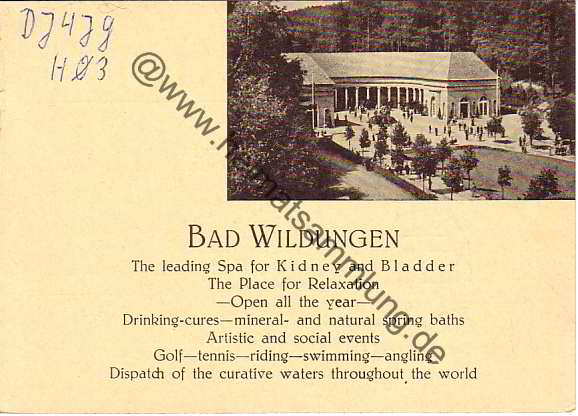 DJ4JG
HØ3
@www.heimatsammlung.de
BAD WILDUNGEN
The leading Spa for Kidney and Bladder
The Place for Relaxation
—Open all the year—
Drinking-cures—mineral- and natural spring baths
Artistic and social events
Golf—tennis—riding—swimming—angling
Dispatch of the curative waters throughout the world